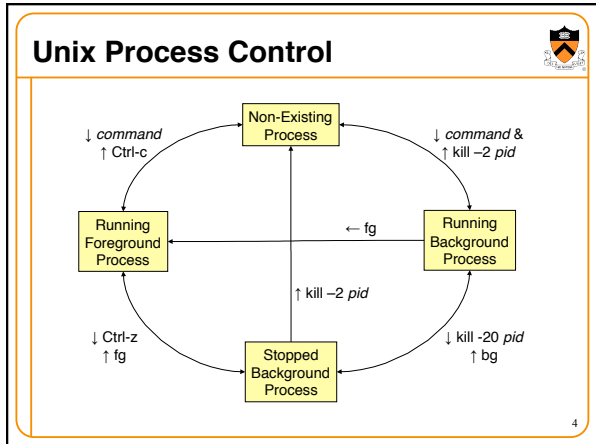 Unix Process Control
Non-Existing
Process
↓ command
↑ Ctrl-c
↓ command &
↑ kill –2 pid
Running
Foreground
Process
← fg
Running
Background
Process
↑ kill –2 pid
↓ Ctrl-z
↑ fg
Stopped
Background
Process
↓ kill -20 pid
↑ bg
4